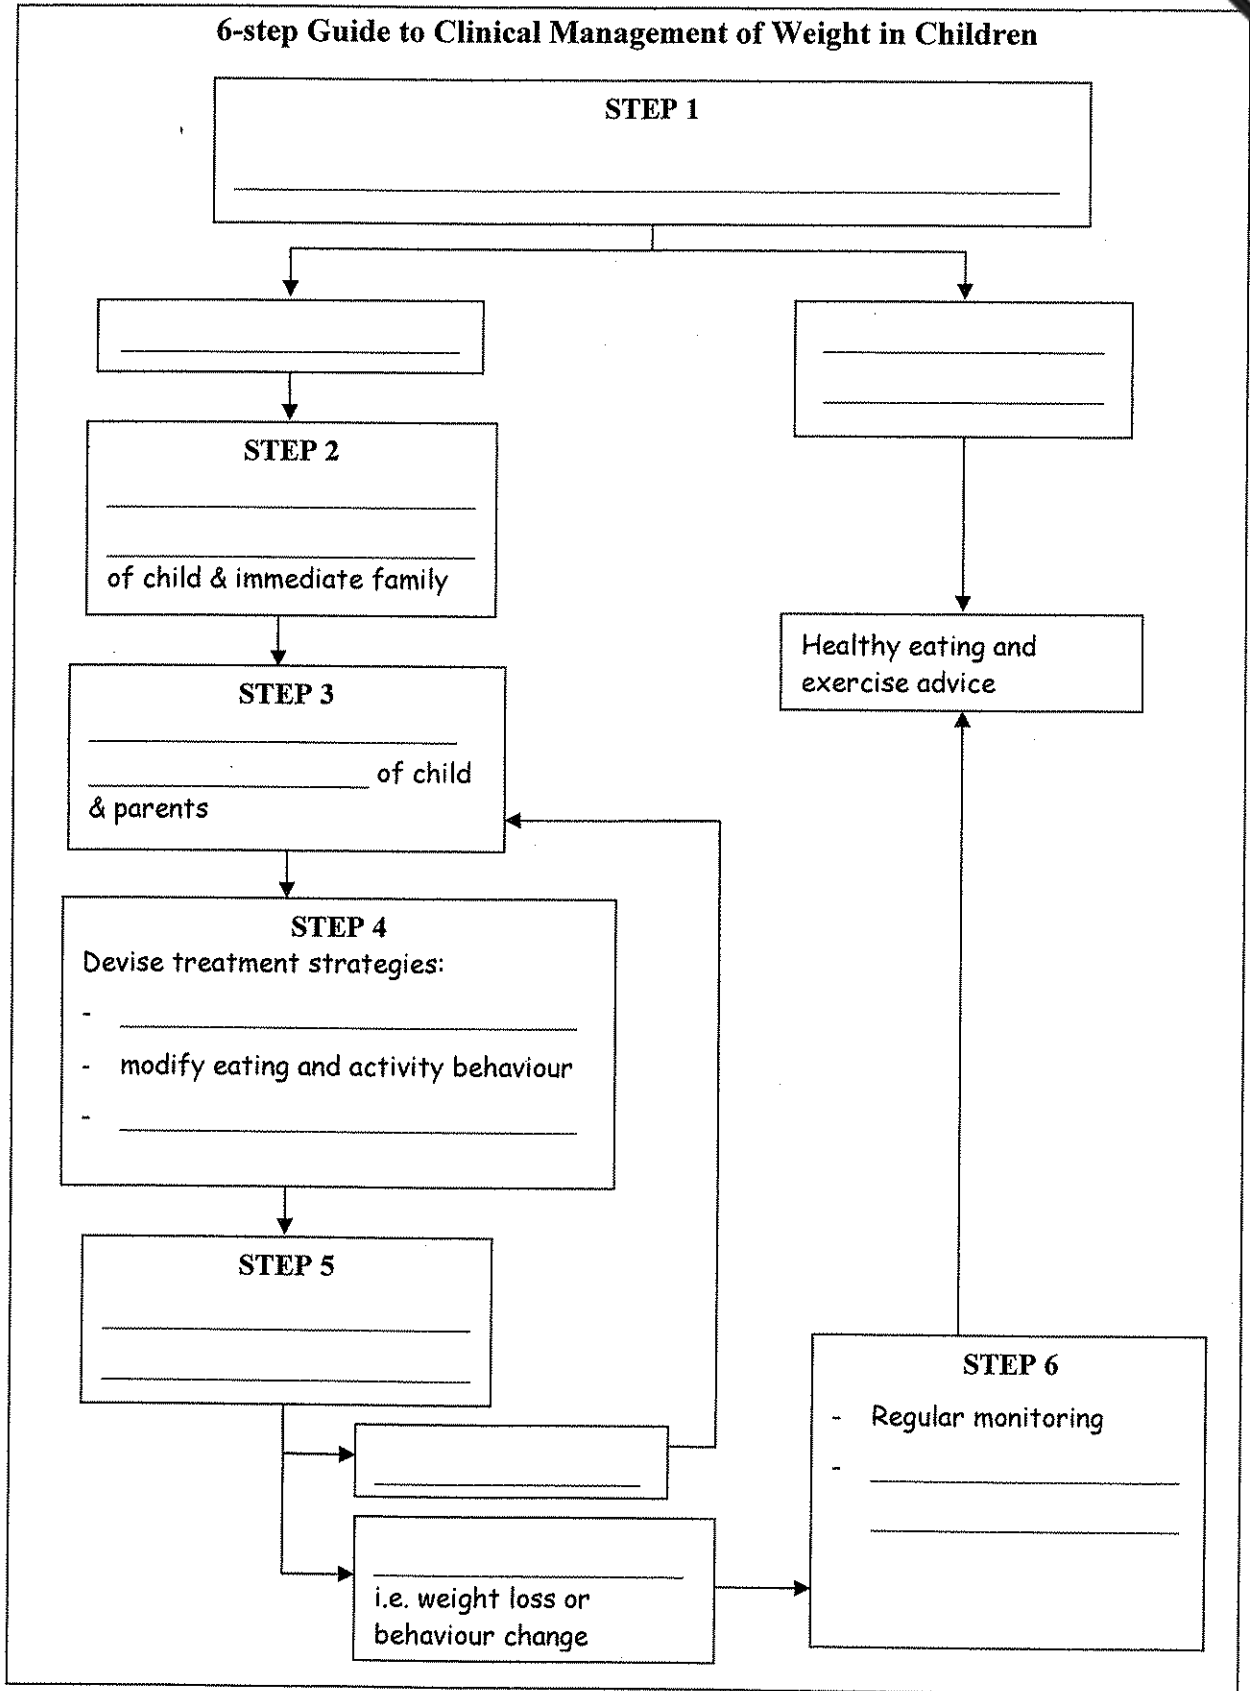 6-step Guide to Clinical Management of Weight in Children
STEP 1
STEP 2
of child & immediate family
Healthy eating and
exercise advice
STEP 3
of child
& parents
STEP 4
Devise treatment strategies:
-
- modify eating and activity behaviour
-
STEP 5
STEP 6
- Regular monitoring
-
i.e. weight loss or
behaviour change